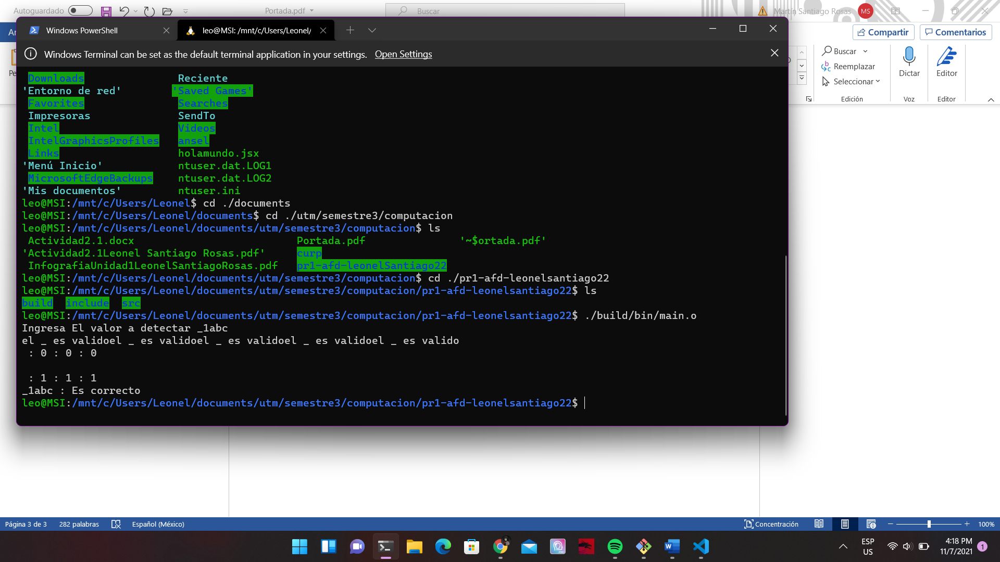 Autoguardado
Portada.pdf
Buscar
Martín Santiago Rosas MS
Windows PowerShell
leo@MSI: /mnt/c/Users/Leonel/
Windows Terminal can be set as the default terminal application in your settings. Open Settings
Compartir
Comentarios
Buscar
Reemplazar
Seleccionar
Edición
Dictar
Voz
Editor
Editor
Downloads Reciente
'Entorno de red' 'Saved Games'
Favorites Searches
Impresoras SendTo
Intel Videos
IntelGraphicsProfiles ansel
Links holamundo.jsx
'Menú Inicio' ntuser.dat.LOG1
MicrosoftEdgeBackups ntuser.dat.LOG2
'Mis documentos' ntuser.ini
leo@MSI:/mnt/c/Users/Leonel$ cd ./documents
leo@MSI:/mnt/c/Users/Leonel/documents$ cd ./utm/semestre3/computacion
leo@MSI:/mnt/c/Users/Leonel/documents/utm/semestre3/computacion$ ls
Actividad2.1.docx Portada.pdf '~$ortada.pdf'
'Actividad2.1Leonel Santiago Rosas.pdf' curp
InfografiaUnidad1LeonelSantiagoRosas.pdf pr1-afd-leonelSantiago22
leo@MSI:/mnt/c/Users/Leonel/documents/utm/semestre3/computacion$ cd ./pr1-afd-leonelsantiago22
leo@MSI:/mnt/c/Users/Leonel/documents/utm/semestre3/computacion/pr1-afd-leonelsantiago22$ ls
build include src
leo@MSI:/mnt/c/Users/Leonel/documents/utm/semestre3/computacion/pr1-afd-leonelsantiago22$ ./build/bin/main.o
Ingresa El valor a detectar _1abc
el _ es validoel _ es validoel _ es validoel _ es validoel _ es valido
: 0 : 0 : 0
: 1 : 1 : 1
_1abc : Es correcto
leo@MSI:/mnt/c/Users/Leonel/documents/utm/semestre3/computacion/pr1-afd-leonelsantiago22$
Página 3 de 3 282 palabras Español (México)
Concentración
100%
ESP
US
4:18 PM
11/7/2021
1